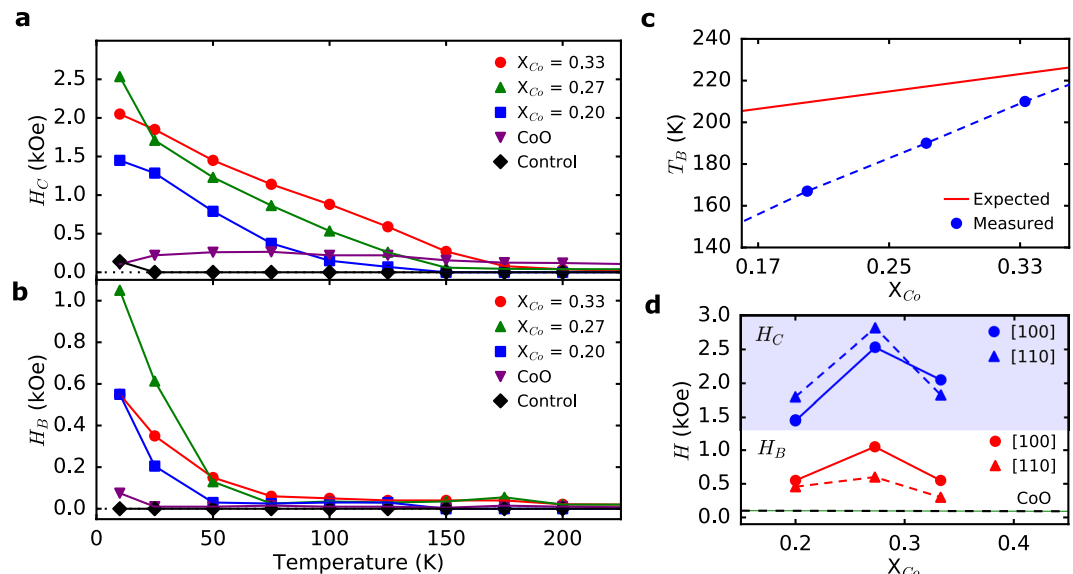 a
H_C (kOe)
2.5
2.0
1.5
1.0
0.5
0.0
X_Co = 0.33
X_Co = 0.27
X_Co = 0.20
CoO
Control
b
H_B (kOe)
1.0
0.8
0.6
0.4
0.2
0.0
X_Co = 0.33
X_Co = 0.27
X_Co = 0.20
CoO
Control
0 50 100 150 200
Temperature (K)
c
T_B (K)
240
220
200
180
160
140
Expected
Measured
0.17 0.25 0.33
X_Co
d
H (kOe)
3.0
2.5
2.0
1.5
1.0
0.5
0.0
H_C
[100]
[110]
H_B
[100]
[110]
CoO
0.2 0.3 0.4
X_Co